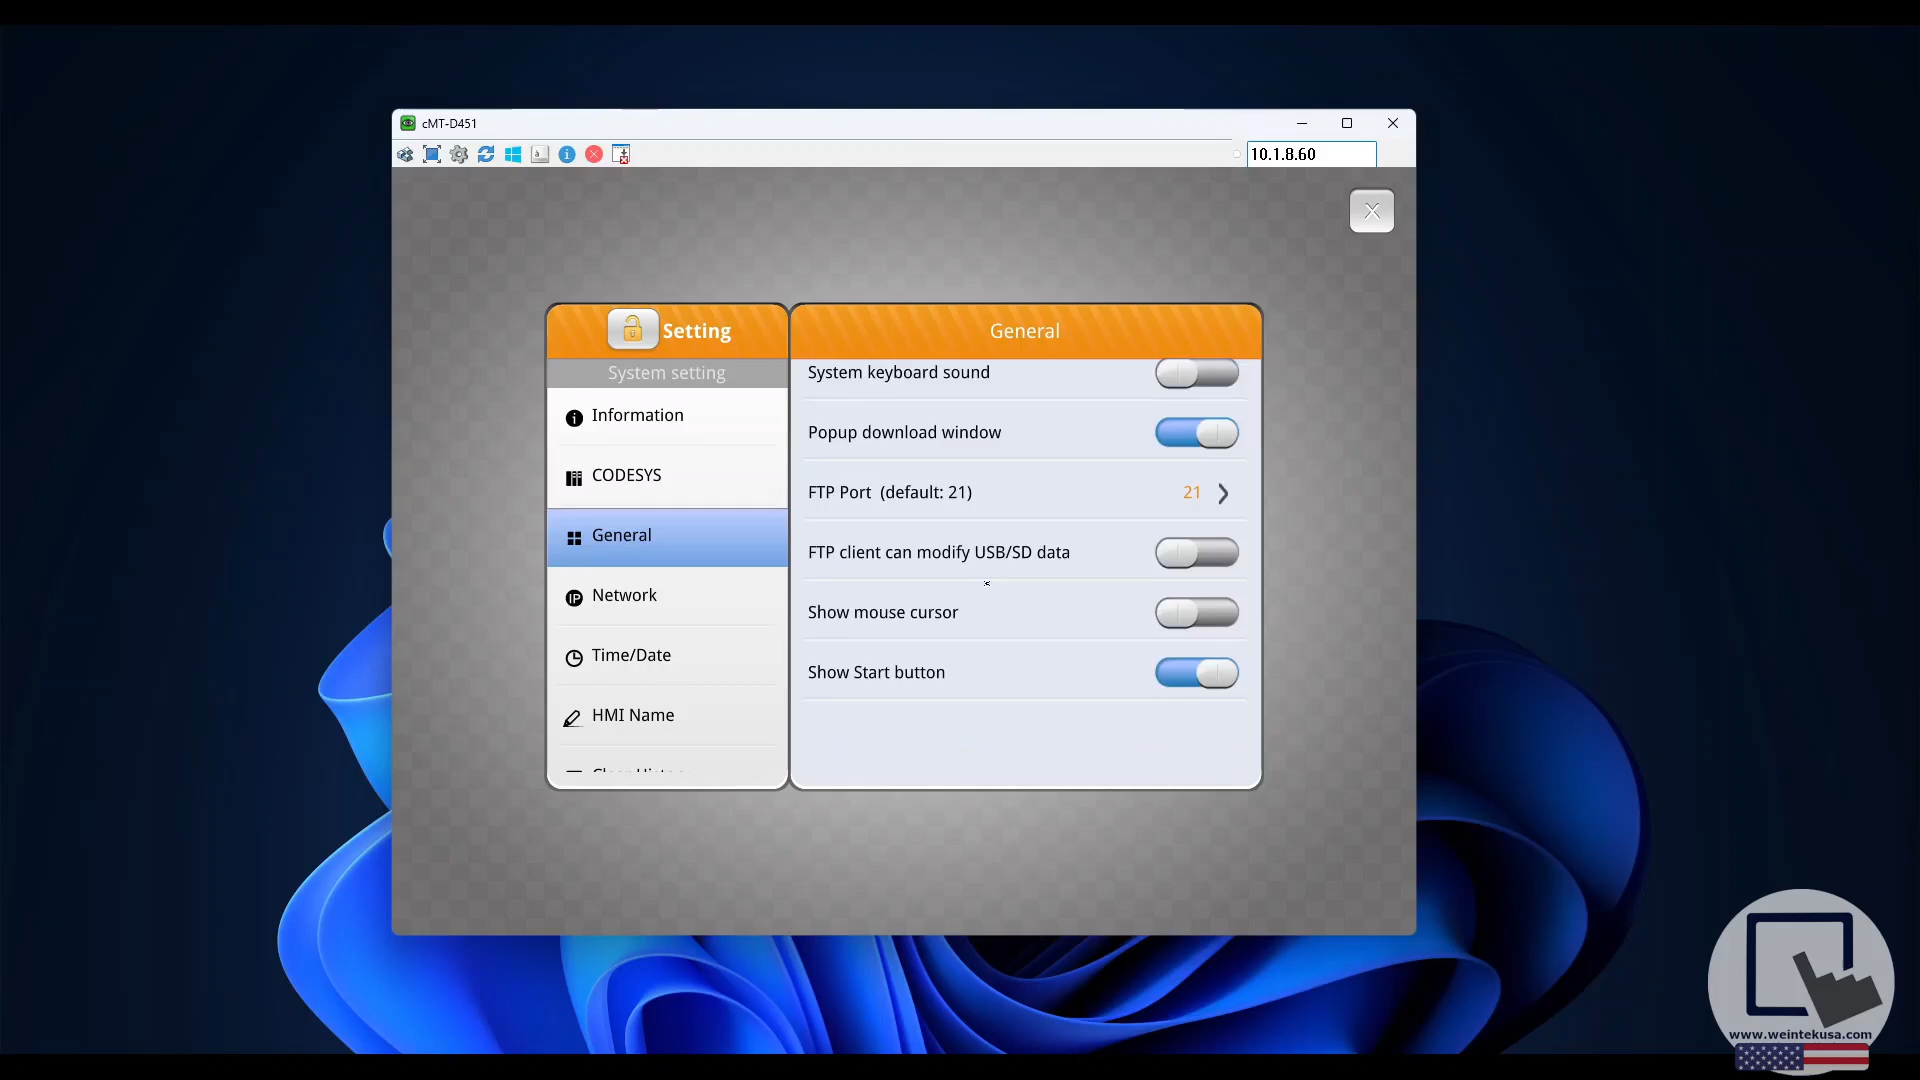 cMT-D451
10.1.8.60
Setting
General
System setting
Information
CODESYS
General
Network
Time/Date
HMI Name
System keyboard sound
Popup download window
FTP Port (default: 21) 21
FTP client can modify USB/SD data
Show mouse cursor
Show Start button
www.weintekusa.com